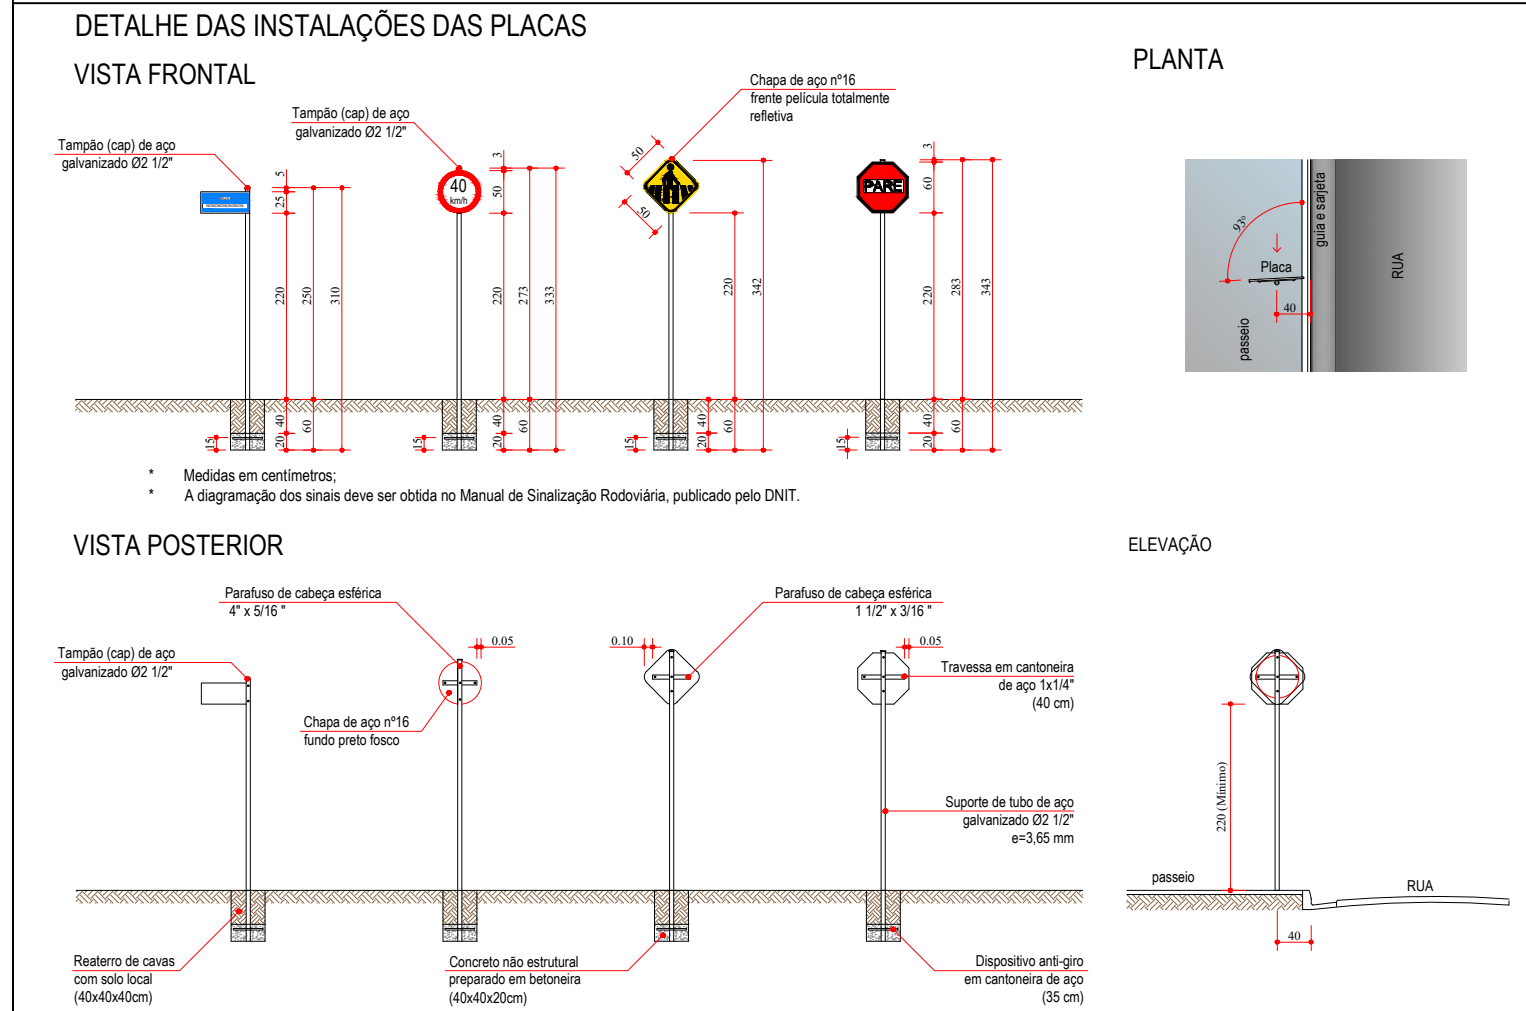 DETALHE DAS INSTALAÇÕES DAS PLACAS
VISTA FRONTAL
PLANTA
Tampão (cap) de aço
galvanizado Ø2 1/2"
Tampão (cap) de aço
galvanizado Ø2 1/2"
Chapa de aço nº16
frente película totalmente
refletiva
5
25
220
250
310
40
60
20
15
40
km/h
3
50
220
273
333
40
60
20
15
50
50
220
342
40
60
20
15
PARE
3
60
220
283
343
40
60
20
15
93º
Placa
40
passeio
guia e sarjeta
RUA
* Medidas em centímetros;
* A diagramação dos sinais deve ser obtida no Manual de Sinalização Rodoviária, publicado pelo DNIT.
VISTA POSTERIOR
ELEVAÇÃO
Parafuso de cabeça esférica
4" x 5/16 "
Parafuso de cabeça esférica
1 1/2" x 3/16 "
0.05
0.10
0.05
Tampão (cap) de aço
galvanizado Ø2 1/2"
Travessa em cantoneira
de aço 1x1/4"
(40 cm)
Chapa de aço nº16
fundo preto fosco
Suporte de tubo de aço
galvanizado Ø2 1/2"
e=3,65 mm
220 (Mínimo)
passeio
RUA
40
Reaterro de cavas
com solo local
(40x40x40cm)
Concreto não estrutural
preparado em betoneira
(40x40x20cm)
Dispositivo anti-giro
em cantoneira de aço
(35 cm)